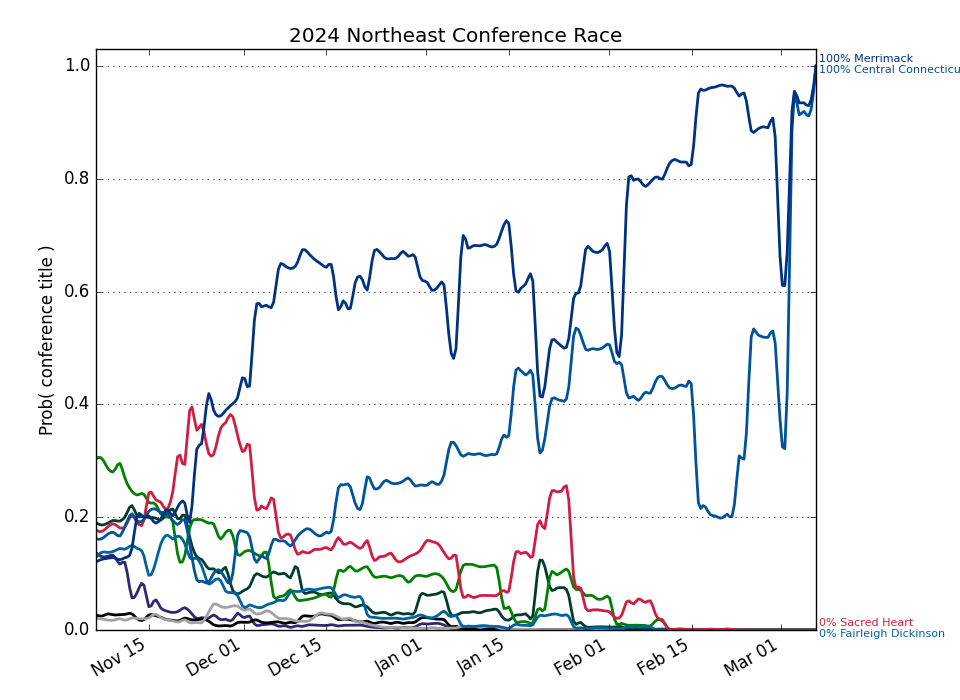 2024 Northeast Conference Race
Prob( conference title )
1.0
0.8
0.6
0.4
0.2
0.0
Nov 15
Dec 01
Dec 15
Jan 01
Jan 15
Feb 01
Feb 15
Mar 01
100% Merrimack
100% Central Connecticu
0% Sacred Heart
0% Fairleigh Dickinson